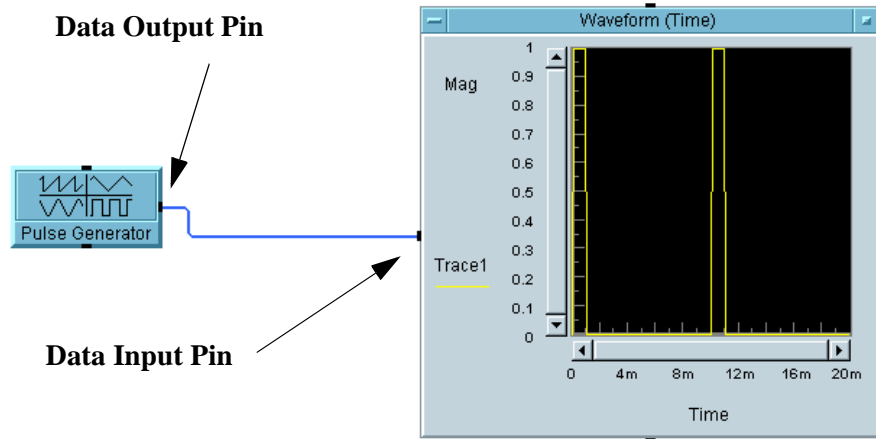 Data Output Pin
Waveform (Time)
Pulse Generator
Data Input Pin
Mag
Trace1
1
0.9
0.8
0.7
0.6
0.5
0.4
0.3
0.2
0.1
0
0 4m 8m 12m 16m 20m
Time